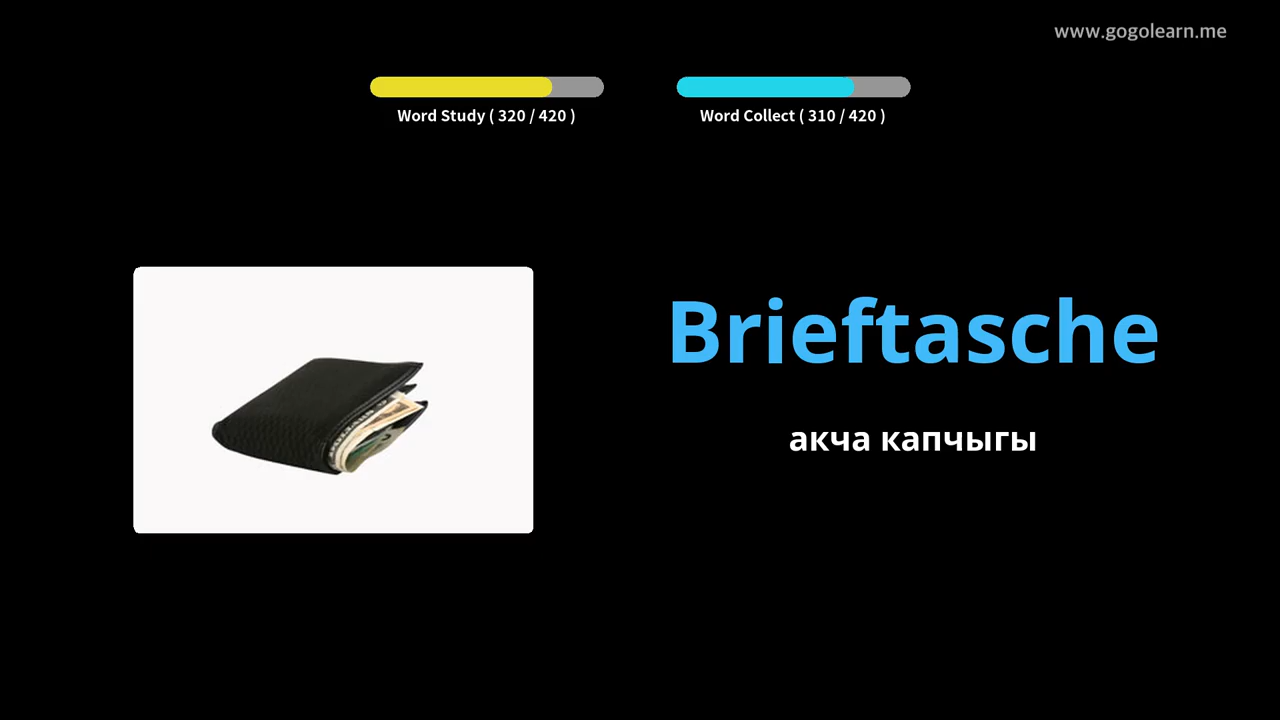 www.gogolearn.me
Word Study ( 320 / 420 )
Word Collect ( 310 / 420 )
Brieftasche
акча капчыгы